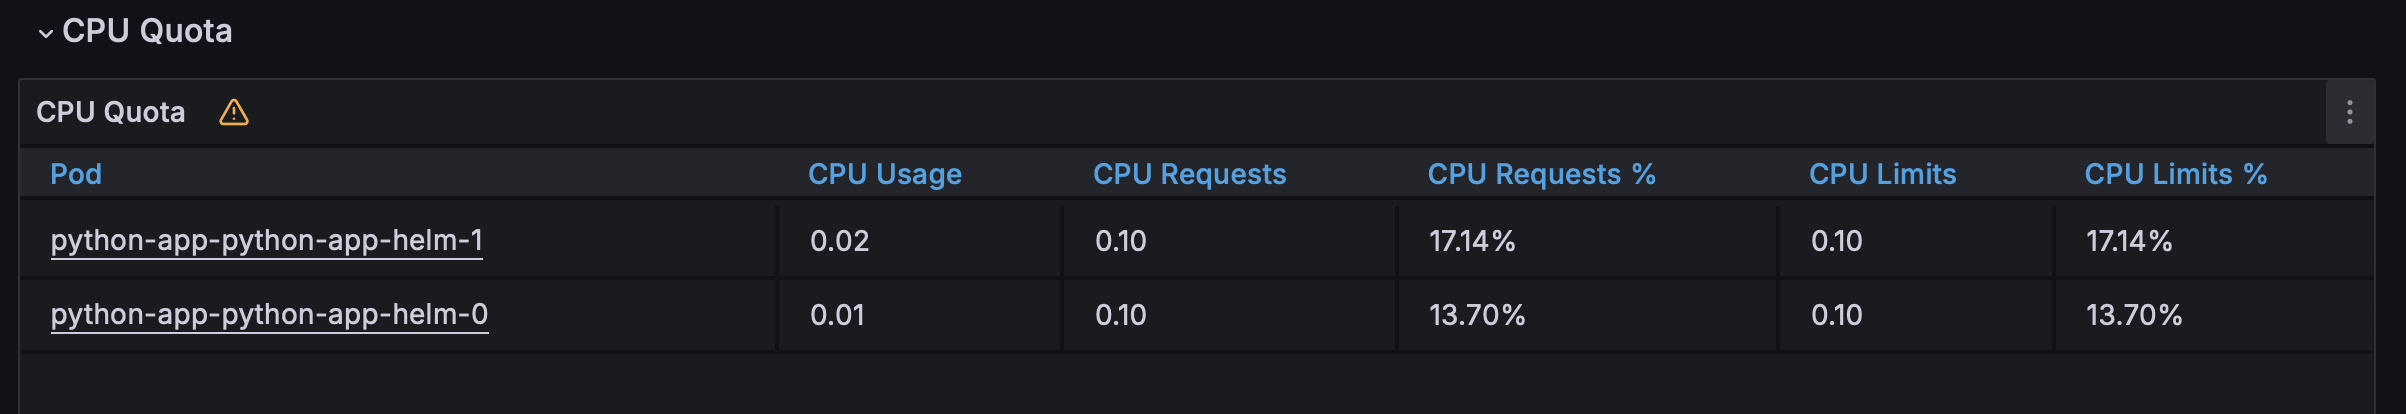 CPU Quota
CPU Quota
Pod CPU Usage CPU Requests CPU Requests % CPU Limits CPU Limits %
python-app-python-app-helm-1 0.02 0.10 17.14% 0.10 17.14%
python-app-python-app-helm-0 0.01 0.10 13.70% 0.10 13.70%